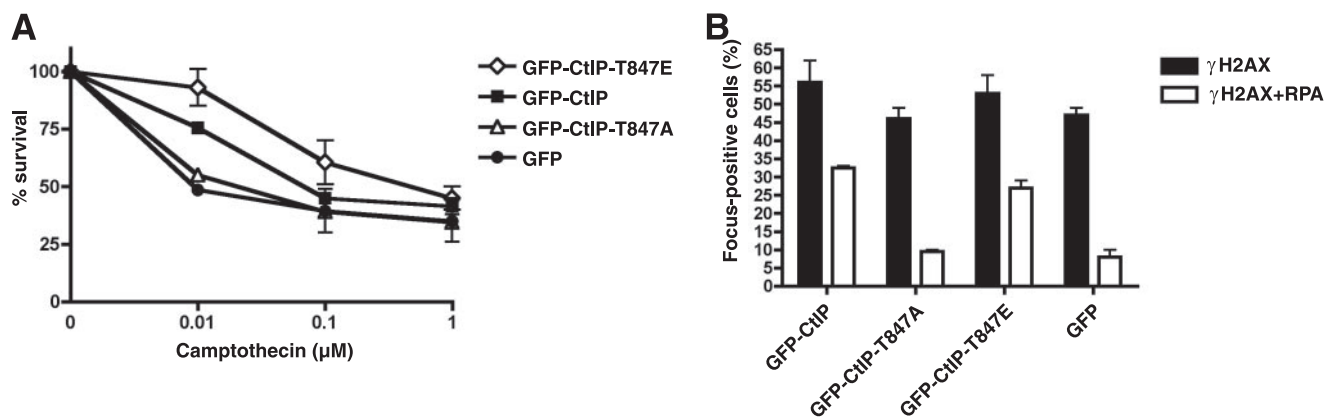 A
% survival
100
75
50
25
0
0
0.01
0.1
1
Camptothecin (µM)
GFP-CtIP-T847E
GFP-CtIP
GFP-CtIP-T847A
GFP
B
Focus-positive cells (%)
65
60
55
50
45
40
35
30
25
20
15
10
5
0
GFP-CtIP
GFP-CtIP-T847A
GFP-CtIP-T847E
GFP
γH2AX
γH2AX+RPA